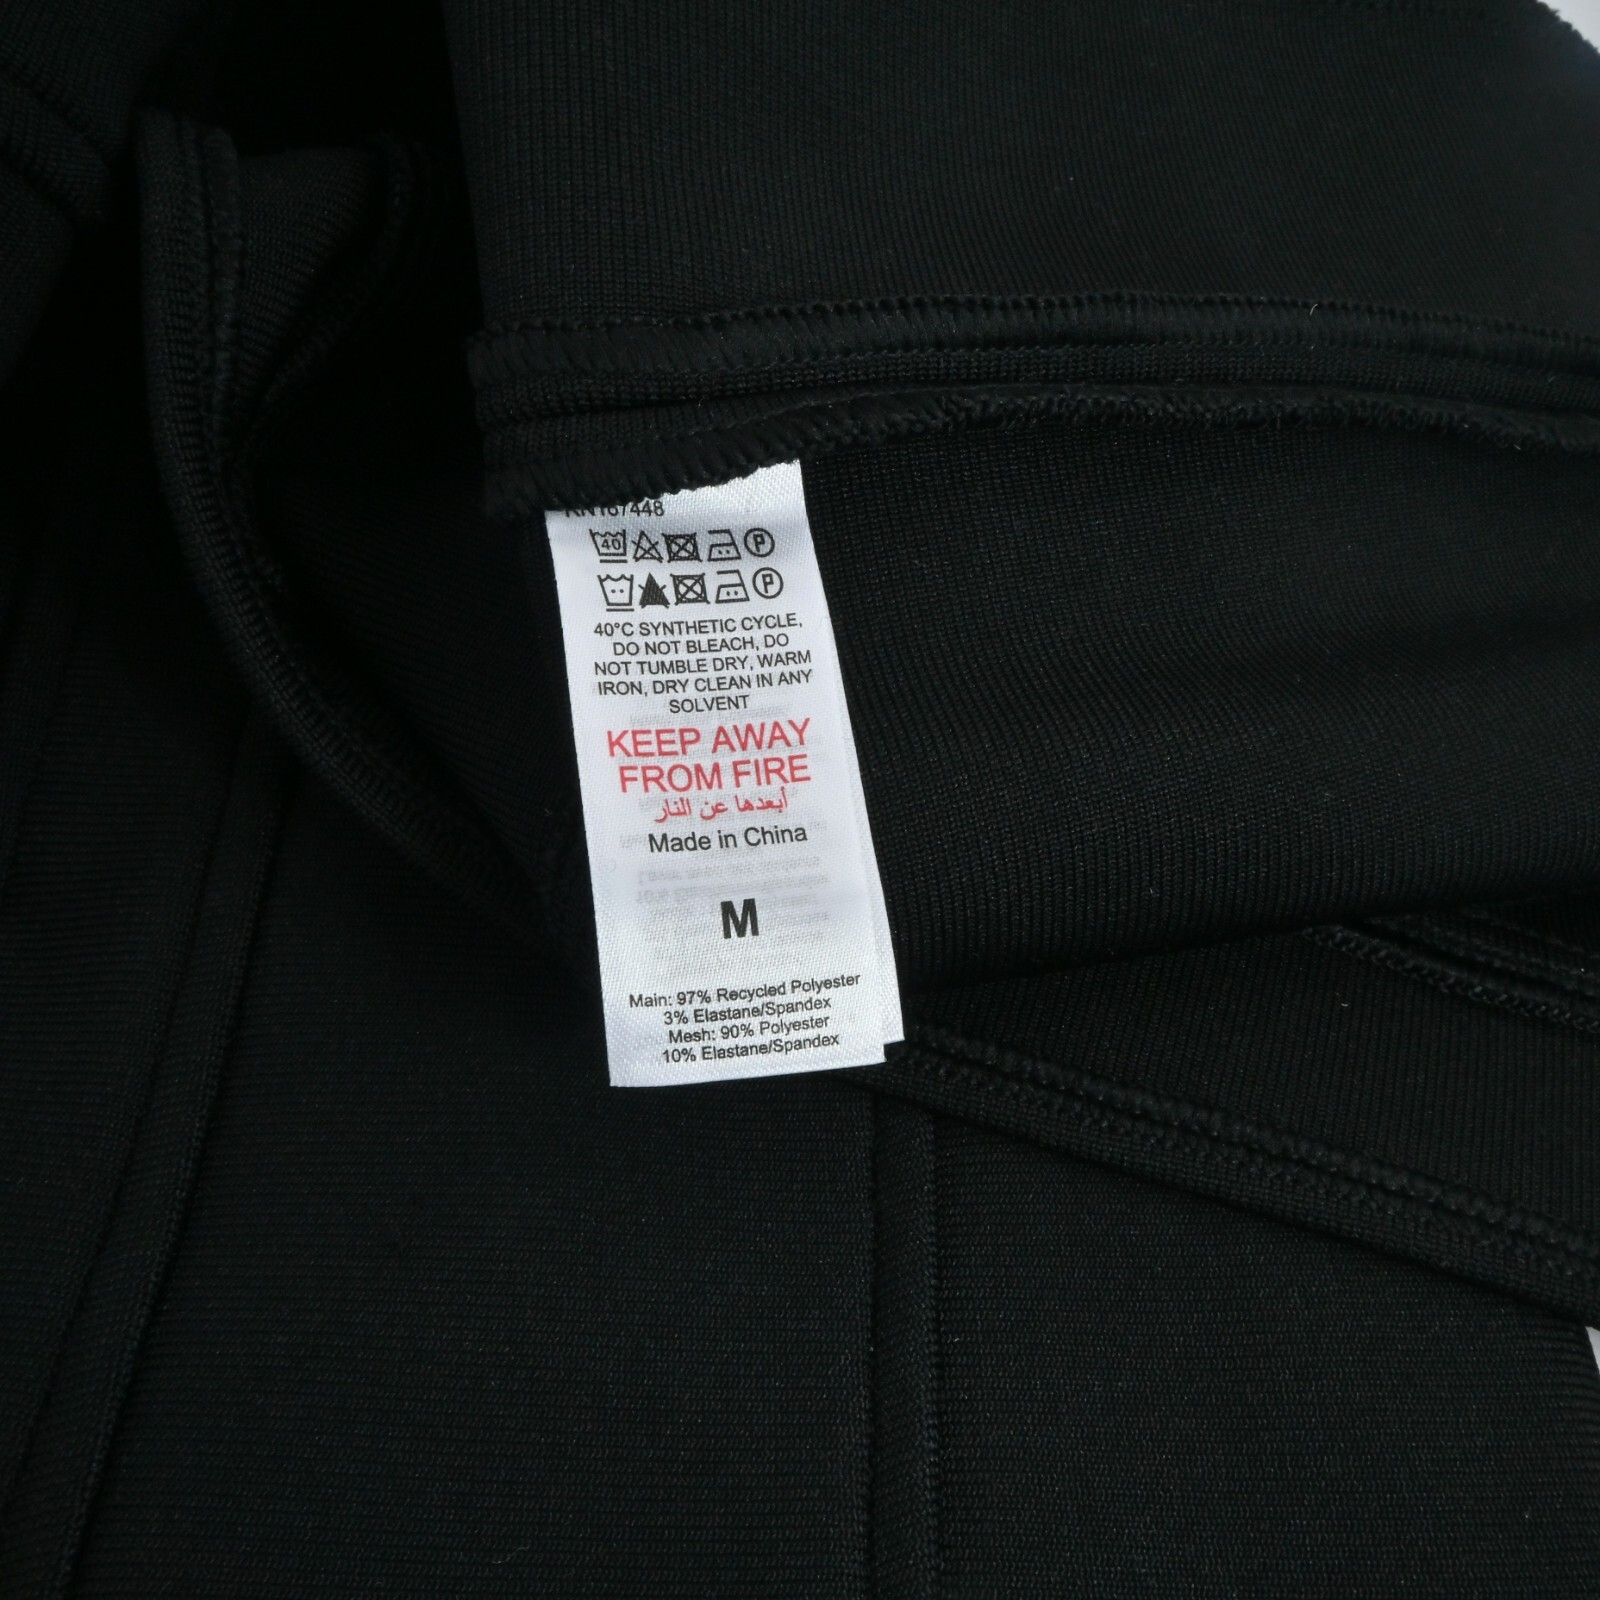 RN167448
40
P
P
40°C SYNTHETIC CYCLE,
DO NOT BLEACH, DO
NOT TUMBLE DRY, WARM
IRON, DRY CLEAN IN ANY
SOLVENT
KEEP AWAY
FROM FIRE
أبعدها عن النار
Made in China
M
Main: 97% Recycled Polyester
3% Elastane/Spandex
Mesh: 90% Polyester
10% Elastane/Spandex